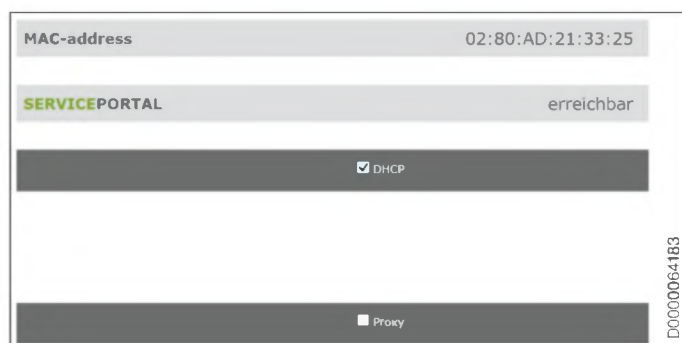 MAC-address 02:80:AD:21:33:25
SERVICEPORTAL erreichbar
DHCP
Proxy
D0000064183